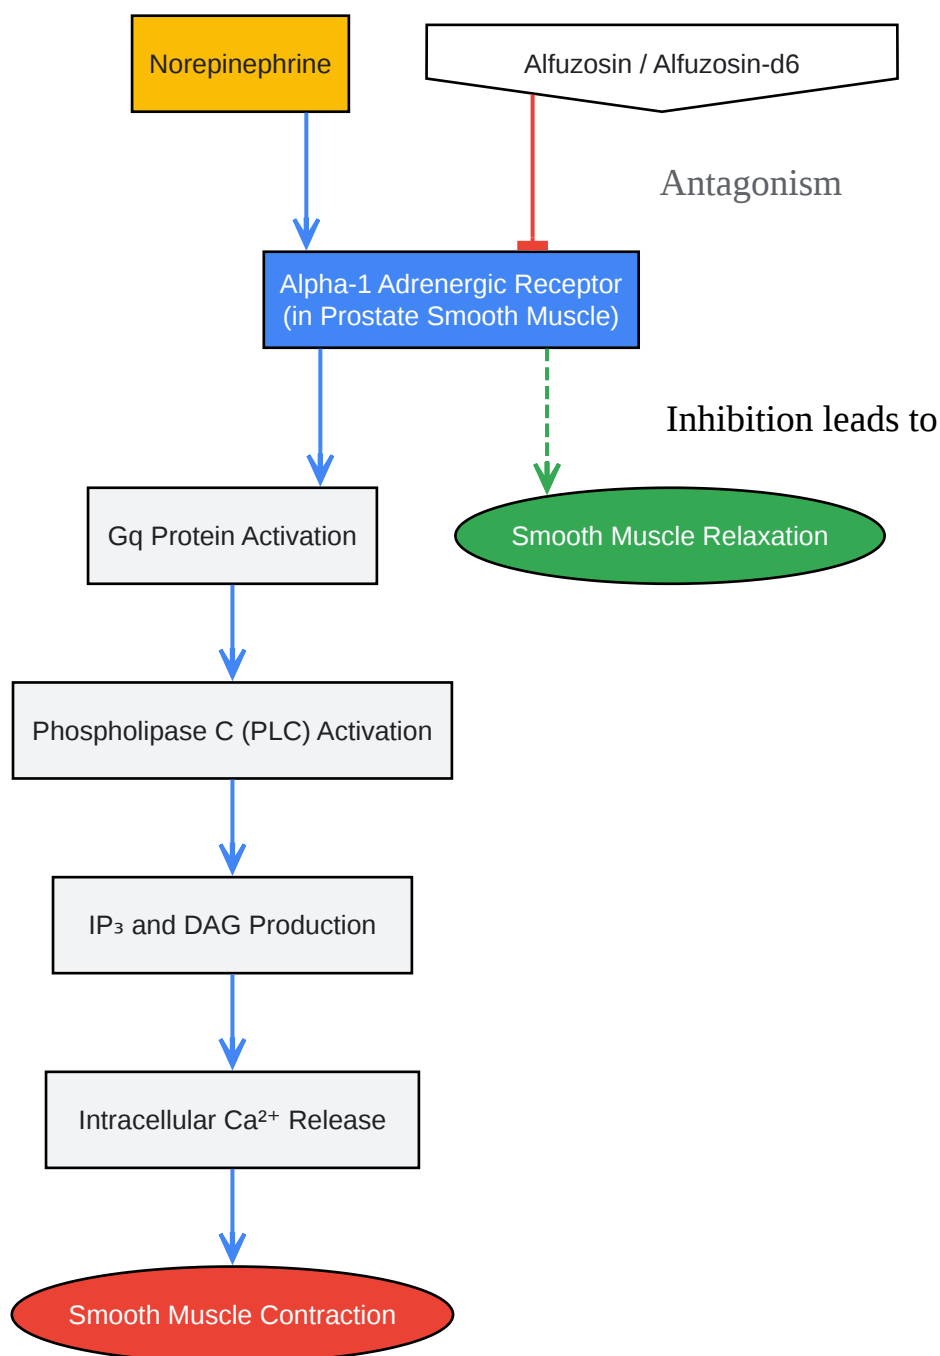 Norepinephrine
Alfuzosin / Alfuzosin-d6
Antagonism
Alpha-1 Adrenergic Receptor
(in Prostate Smooth Muscle)
Inhibition leads to
Gq Protein Activation
Smooth Muscle Relaxation
Phospholipase C (PLC) Activation
IP₃ and DAG Production
Intracellular Ca²⁺ Release
Smooth Muscle Contraction